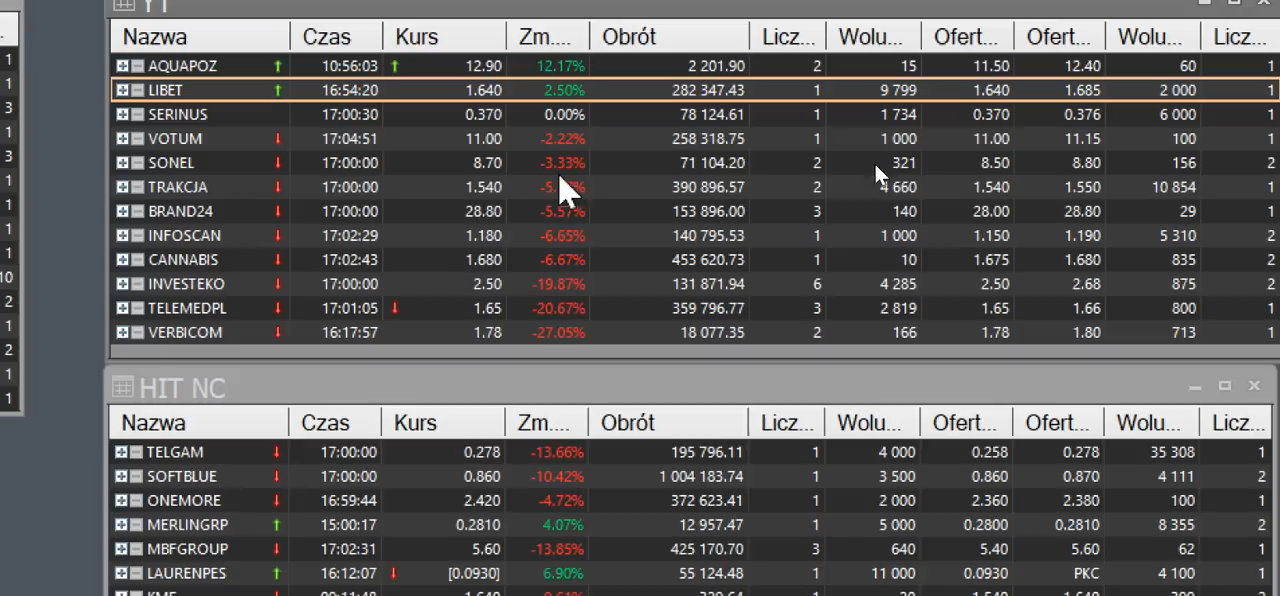 YT
Nazwa Czas Kurs Zm.... Obrót Licz... Wolu... Ofert... Ofert... Wolu... Licz...
1 AQUAPOZ ↑ 10:56:03 ↑ 12.90 12.17% 2 201.90 2 15 11.50 12.40 60 1
1 LIBET ↑ 16:54:20 1.640 2.50% 282 347.43 1 9 799 1.640 1.685 2 000 1
3 SERINUS 17:00:30 0.370 0.00% 78 124.61 1 1 734 0.370 0.376 6 000 1
1 VOTUM ↓ 17:04:51 11.00 -2.22% 258 318.75 1 1 000 11.00 11.15 100 1
3 SONEL ↓ 17:00:00 8.70 -3.33% 71 104.20 2 321 8.50 8.80 156 2
1 TRAKCJA ↓ 17:00:00 1.540 390 896.57 2 4 660 1.540 1.550 10 854 1
1 BRAND24 ↓ 17:00:00 28.80 -5.57% 153 896.00 3 140 28.00 28.80 29 1
1 INFOSCAN ↓ 17:02:29 1.180 -6.65% 140 795.53 1 1 000 1.150 1.190 5 310 2
1 CANNABIS ↓ 17:02:43 1.680 -6.67% 453 620.73 1 10 1.675 1.680 835 2
10 INVESTEKO ↓ 17:00:00 2.50 -19.87% 131 871.94 6 4 285 2.50 2.68 875 2
2 TELEMEDPL ↓ 17:01:05 ↓ 1.65 -20.67% 359 796.77 3 2 819 1.65 1.66 800 1
1 VERBICOM ↓ 16:17:57 1.78 -27.05% 18 077.35 2 166 1.78 1.80 713 1
2
1
1
HIT NC
Nazwa Czas Kurs Zm.... Obrót Licz... Wolu... Ofert... Ofert... Wolu... Licz...
TELGAM ↓ 17:00:00 0.278 -13.66% 195 796.11 1 4 000 0.258 0.278 35 308 1
SOFTBLUE ↓ 17:00:00 0.860 -10.42% 1 004 183.74 1 3 500 0.860 0.870 4 111 2
ONEMORE ↓ 16:59:44 2.420 -4.72% 372 623.41 1 2 000 2.360 2.380 100 1
MERLINGRP ↑ 15:00:17 0.2810 4.07% 12 957.47 1 5 000 0.2800 0.2810 8 355 2
MBFGROUP ↓ 17:02:31 5.60 -13.85% 425 170.70 3 640 5.40 5.60 62 1
LAURENPES ↑ 16:12:07 ↓ [0.0930] 6.90% 55 124.48 1 11 000 0.0930 PKC 4 100 1